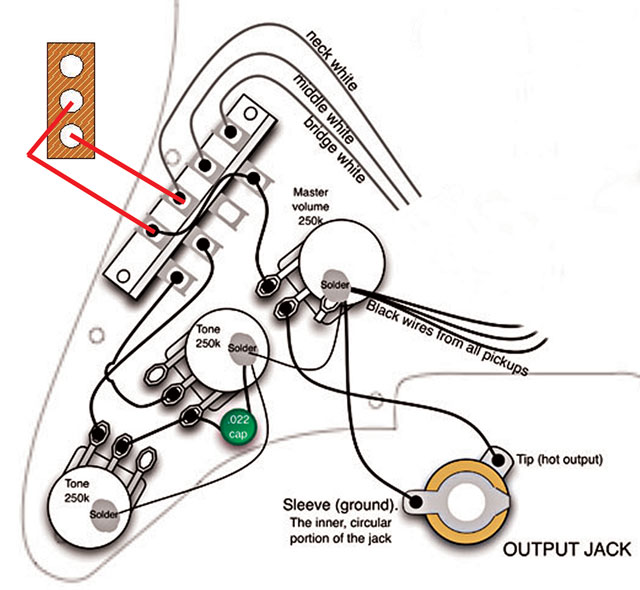 neck white
middle white
bridge white
Master
volume
250k
Solder
Black wires from all pickups
Tone
250k
Solder
.022
cap
Tone
250k
Solder
Tip (hot output)
Sleeve (ground).
The inner, circular
portion of the jack
OUTPUT JACK